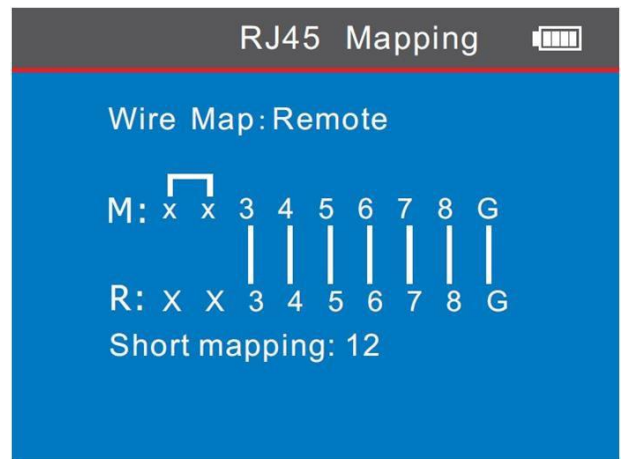 RJ45 Mapping
Wire Map:Remote
M: x x 3 4 5 6 7 8 G
R: X X 3 4 5 6 7 8 G
Short mapping: 12